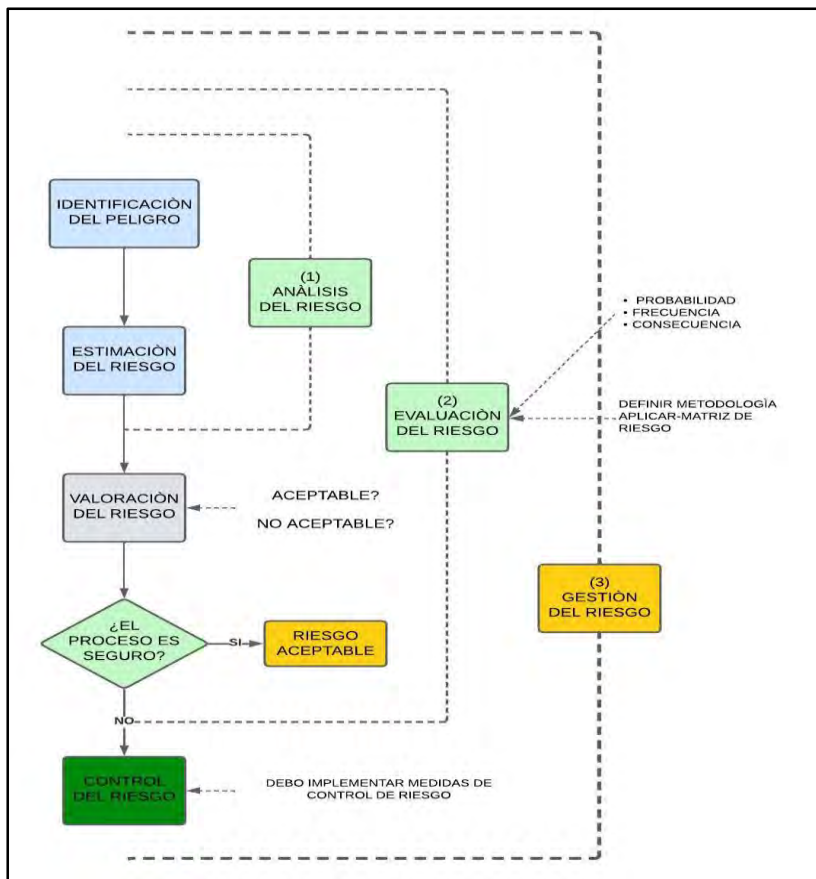 IDENTIFICACIÒN
DEL PELIGRO
(1)
ANÀLISIS
DEL RIESGO
• PROBABILIDAD
• FRECUENCIA
• CONSECUENCIA
ESTIMACIÒN
DEL RIESGO
(2)
EVALUACIÒN
DEL RIESGO
DEFINIR METODOLOGÌA
APLICAR-MATRIZ DE
RIESGO
VALORACIÒN
DEL RIESGO
ACEPTABLE?
NO ACEPTABLE?
(3)
GESTIÒN
DEL RIESGO
¿EL
PROCESO ES
SEGURO?
SI
RIESGO
ACEPTABLE
NO
CONTROL
DEL RIESGO
DEBO IMPLEMENTAR MEDIDAS DE
CONTROL DE RIESGO